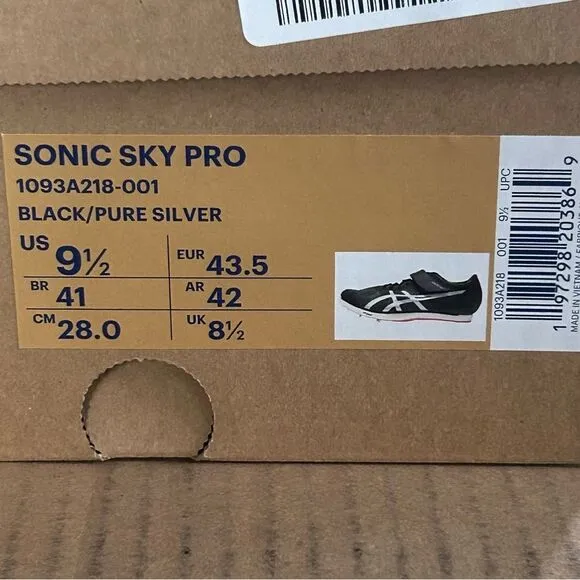 SONIC SKY PRO
1093A218-001
BLACK/PURE SILVER
US 9½ EUR 43.5
BR 41 AR 42
CM 28.0 UK 8½
1093A218 001 9½ UPC
1 97298 20386 9
MADE IN VIETNAM / FABRIQUÉ